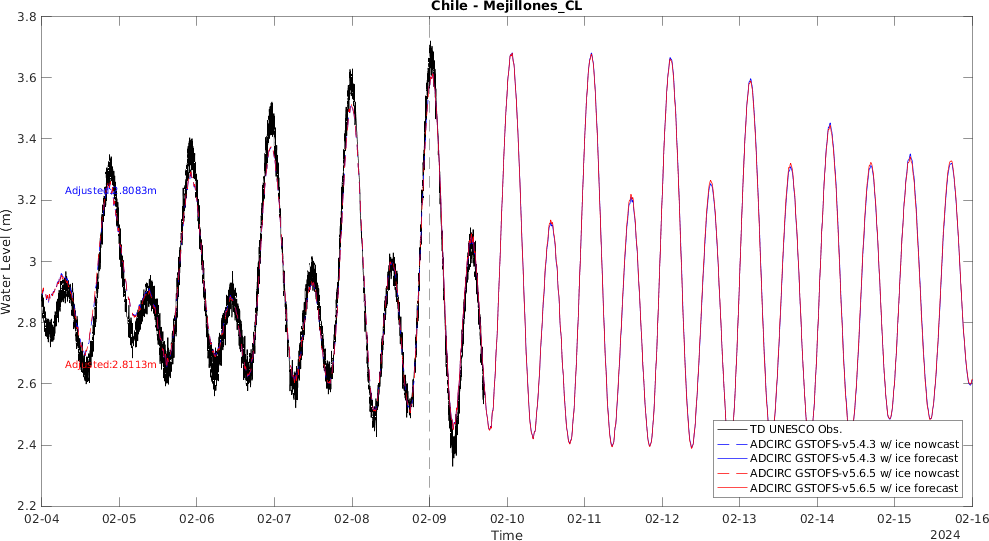 Chile - Mejillones_CL
3.8
3.6
3.4
3.2
3
2.8
2.6
2.4
2.2
Water Level (m)
Adjusted:2.8083m
Adjusted:2.8113m
TD UNESCO Obs.
ADCIRC GSTOFS-v5.4.3 w/ ice nowcast
ADCIRC GSTOFS-v5.4.3 w/ ice forecast
ADCIRC GSTOFS-v5.6.5 w/ ice nowcast
ADCIRC GSTOFS-v5.6.5 w/ ice forecast
02-04 02-05 02-06 02-07 02-08 02-09 02-10 02-11 02-12 02-13 02-14 02-15 02-16
Time
2024